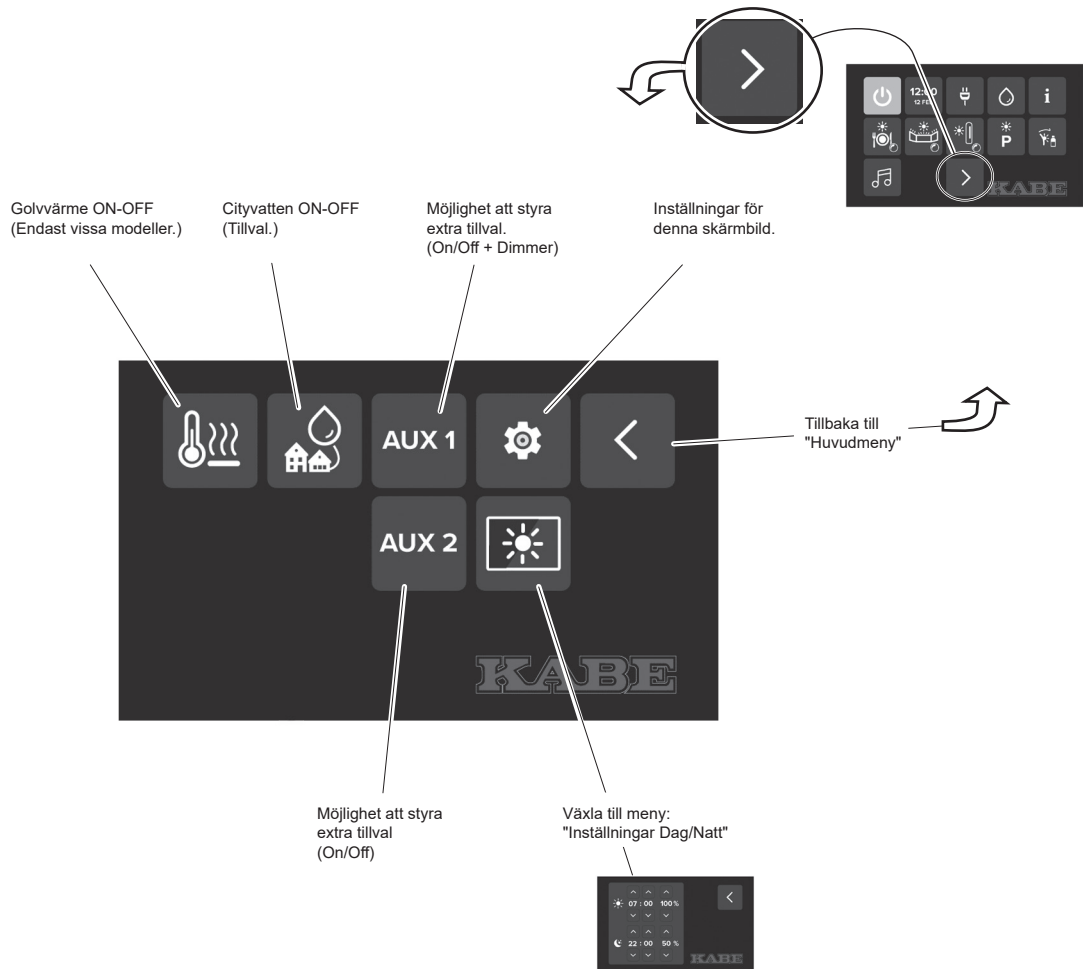 12:00
12 FEB
i
P
KABE
Golvvärme ON-OFF
(Endast vissa modeller.)
Cityvatten ON-OFF
(Tillval.)
Möjlighet att styra
extra tillval.
(On/Off + Dimmer)
Inställningar för
denna skärmbild.
AUX 1
Tillbaka till
"Huvudmeny"
AUX 2
KABE
Möjlighet att styra
extra tillval
(On/Off)
Växla till meny:
"Inställningar Dag/Natt"
07 : 00 100%
22 : 00 50 %
KABE